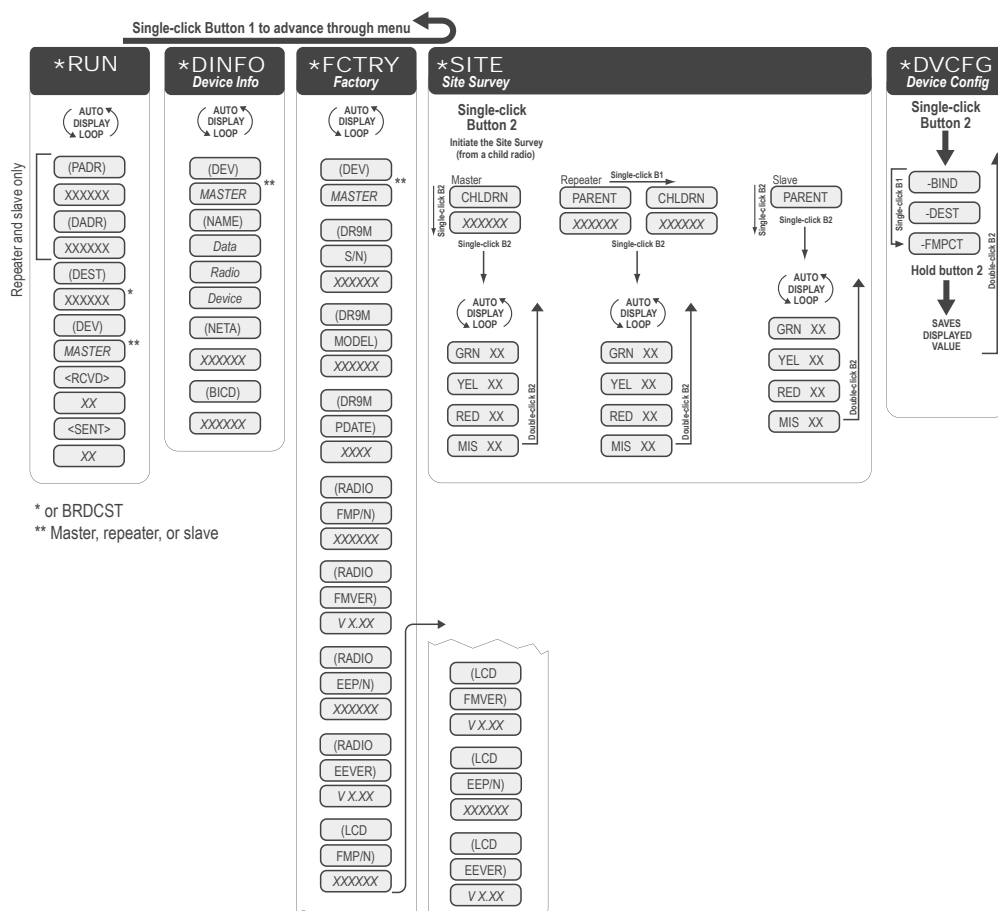 Single-click Button 1 to advance through menu
*RUN
AUTO
DISPLAY
LOOP
Repeater and slave only
(PADR)
XXXXXX
(DADR)
XXXXXX
(DEST)
XXXXXX *
(DEV)
MASTER **
<RCVD>
XX
<SENT>
XX
* or BRDCST
** Master, repeater, or slave
*DINFO
Device Info
AUTO
DISPLAY
LOOP
(DEV)
MASTER **
(NAME)
Data
Radio
Device
(NETA)
XXXXXX
(BICD)
XXXXXX
*FCTRY
Factory
AUTO
DISPLAY
LOOP
(DEV)
MASTER **
(DR9M
S/N)
XXXXXX
(DR9M
MODEL)
XXXXXX
(DR9M
PDATE)
XXXX
(RADIO
FMP/N)
XXXXXX
(RADIO
FMVER)
V X.XX
(RADIO
EEP/N)
XXXXXX
(RADIO
EEVER)
V X.XX
(LCD
FMP/N)
XXXXXX
(LCD
FMVER)
V X.XX
(LCD
EEP/N)
XXXXXX
(LCD
EEVER)
V X.XX
*SITE
Site Survey
Single-click
Button 2
Initiate the Site Survey
(from a child radio)
Master
Single-click B2
CHLDRN
XXXXXX
Single-click B2
AUTO
DISPLAY
LOOP
GRN XX
YEL XX
RED XX
MIS XX
Double-click B2
Repeater
Single-click B1
PARENT
CHLDRN
XXXXXX
XXXXXX
Single-click B2
AUTO
DISPLAY
LOOP
GRN XX
YEL XX
RED XX
MIS XX
Double-click B2
Slave
Single-click B2
PARENT
Single-click B2
AUTO
DISPLAY
LOOP
GRN XX
YEL XX
RED XX
MIS XX
Double-click B2
*DVCFG
Device Config
Single-click
Button 2
Single-click B1
-BIND
-DEST
-FMPCT
Hold button 2
SAVES
DISPLAYED
VALUE
Double-click B2